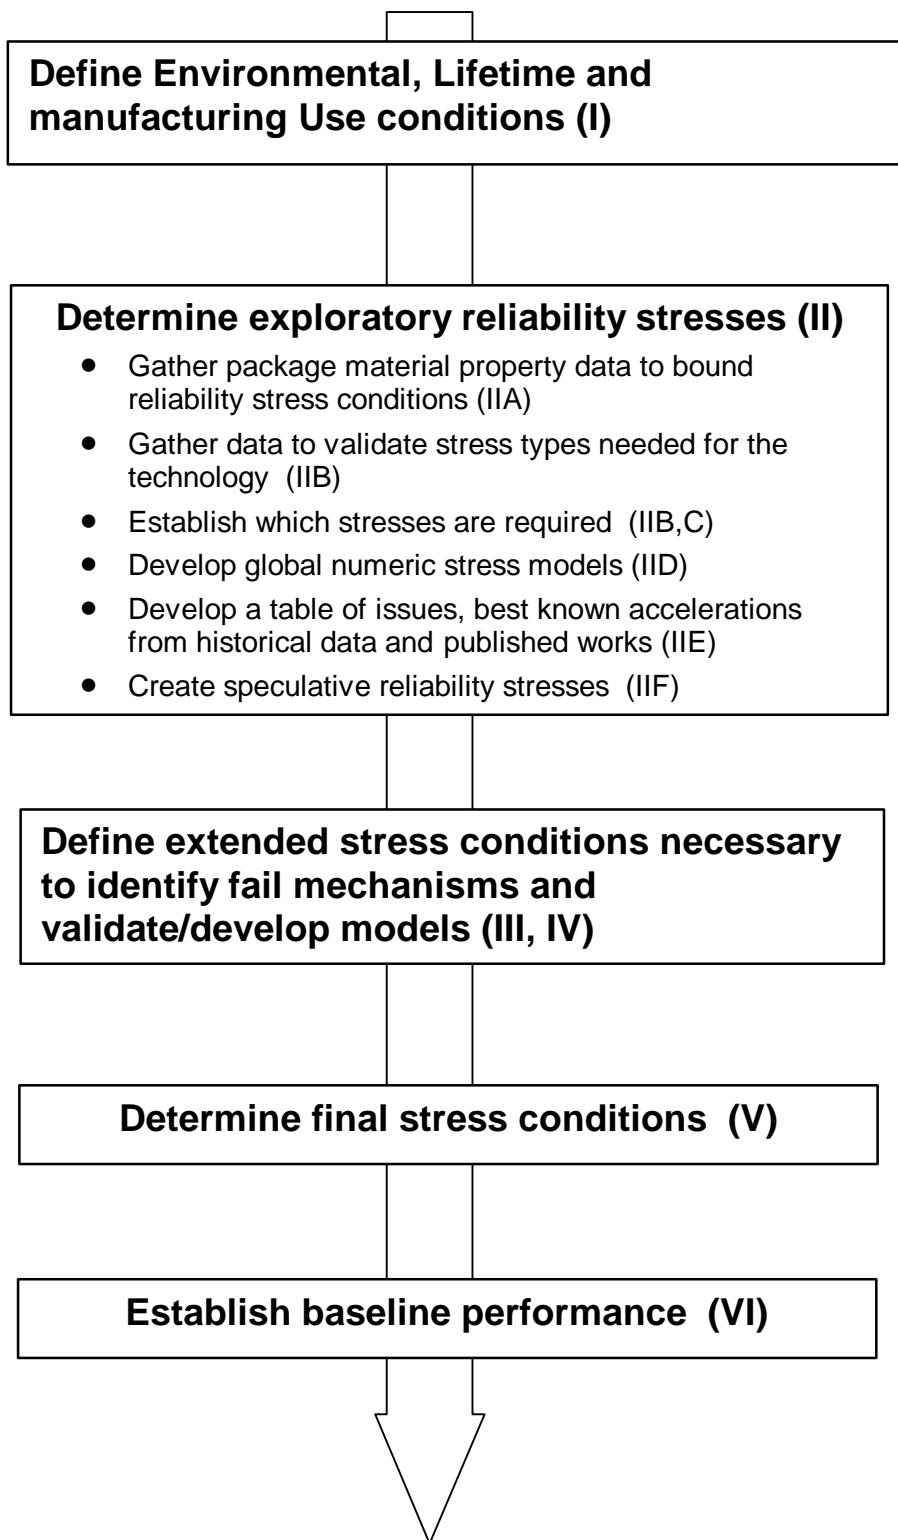 Define Environmental, Lifetime and
manufacturing Use conditions (I)
Determine exploratory reliability stresses (II)
• Gather package material property data to bound
reliability stress conditions (IIA)
• Gather data to validate stress types needed for the
technology (IIB)
• Establish which stresses are required (IIB,C)
• Develop global numeric stress models (IID)
• Develop a table of issues, best known accelerations
from historical data and published works (IIE)
• Create speculative reliability stresses (IIF)
Define extended stress conditions necessary
to identify fail mechanisms and
validate/develop models (III, IV)
Determine final stress conditions (V)
Establish baseline performance (VI)